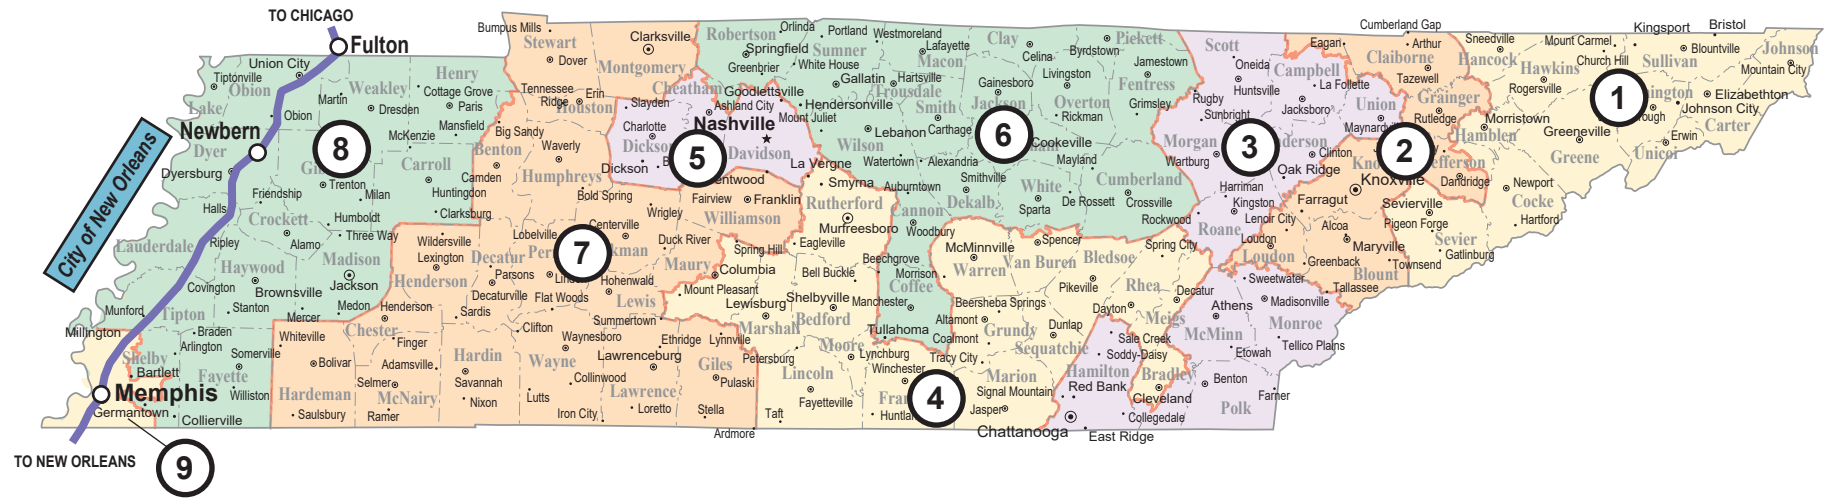 TO CHICAGO
Fulton
Union City
Tiptonville
Obion
Lake
Weakley
Henry
Martin
Dresden
Cottage Grove
Paris
Obion
Newbern
Dyer
McKenzie
Mansfield
8
Carroll
Dyersburg
Trenton
Milan
Huntingdon
Friendship
Halls
Crockett
Humboldt
Clarksburg
Three Way
Alamo
Ripley
Lauderdale
Haywood
Madison
Jackson
Covington
Brownsville
Stanton
Medon
Mercer
Munford
Tipton
City of New Orleans
Millington
Braden
Arlington
Shelby
Bartlett
Somerville
Fayette
Williston
Memphis
Germantown
Collierville
TO NEW ORLEANS
9
Bumpus Mills
Stewart
Dover
Clarksville
Montgomery
Tennessee
Ridge
Erin
Houston
Big Sandy
Benton
Camden
Waverly
Humphreys
Bold Spring
Wildersville
Lexington
Henderson
Decatur
Parsons
Decaturville
Lobelville
7
Centerville
Wrigley
Duck River
Hohenwald
Flat Woods
Lewis
Maury
Henderson
Sardis
Chester
Finger
Whiteville
Bolivar
Hardeman
Saulsbury
Selmer
McNairy
Ramer
Adamsville
Hardin
Savannah
Nixon
Clifton
Waynesboro
Wayne
Collinwood
Lutts
Iron City
Summertown
Lawrenceburg
Lawrence
Loretto
Ethridge
Lynnville
Giles
Pulaski
Stella
Ardmore
Fairview
Franklin
Williamson
Spring Hill
Mount Pleasant
Cheatham
Slayden
Ashland City
Charlotte
Dickson
Dickson
Nashville
Davidson
5
Robertson
Orlinda
Portland
Westmoreland
Springfield
Sumner
White House
Greenbrier
Goodlettsville
Gallatin
Hendersonville
Mount Juliet
Lafayette
Macon
Hartsville
Trousdale
Smith
Carthage
Lebanon
Wilson
Watertown
Alexandria
La Vergne
Clay
Celina
Byrdstown
Pickett
Jamestown
Livingston
Gainesboro
Jackson
Overton
Rickman
Fentress
Grimsley
6
Cookeville
Mayland
Smithville
Dekalb
White
Sparta
De Rossett
Cumberland
Crossville
Rockwood
Auburntown
Cannon
Woodbury
Beechgrove
Morrison
Coffee
Manchester
Tullahoma
Smyrna
Rutherford
Murfreesboro
Eagleville
Columbia
Bell Buckle
Shelbyville
Lewisburg
Marshall
Bedford
Petersburg
Moore
Lynchburg
Lincoln
Winchester
Fayetteville
Taft
4
McMinnville
Warren
Spencer
Van Buren
Bledsoe
Spring City
Pikeville
Rhea
Decatur
Beersheba Springs
Altamont
Grundy
Coalmont
Tracy City
Dunlap
Sequatchie
Dayton
Meigs
Marion
Signal Mountain
Jasper
Chattanooga
Sale Creek
Soddy-Daisy
Hamilton
Red Bank
Bradley
Cleveland
Collegedale
East Ridge
Scott
Oneida
Huntsville
Campbell
La Follette
Jacksboro
Union
Maynardville
Rugby
Sunbright
Morgan
Wartburg
3
Clinton
Oak Ridge
Harriman
Kingston
Roane
Lenoir City
Loudon
Loudon
Sweetwater
Athens
Madisonville
McMinn
Monroe
Tellico Plains
Etowah
Benton
Polk
Farner
Cumberland Gap
Eagan
Arthur
Claiborne
Tazewell
Grainger
Rutledge
2
Jefferson
Dandridge
Knoxville
Farragut
Alcoa
Maryville
Greenback
Blount
Townsend
Tallassee
Sevierville
Pigeon Forge
Sevier
Gatlinburg
Sneedville
Hancock
Mount Carmel
Church Hill
Hawkins
Rogersville
Kingsport
Bristol
Blountville
Sullivan
Johnson
Mountain City
1
Elizabethton
Johnson City
Carter
Erwin
Unicoi
Morristown
Hamblen
Greeneville
Greene
Newport
Cocke
Hartford